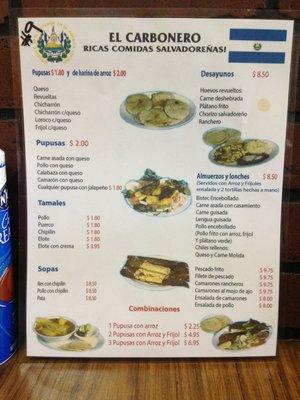 EL CARBONERO
RICAS COMIDAS SALVADOREÑAS!
Pupusas $ 1.80 y de harina de arroz $ 2.00
Queso
Revueltas
Chicharrón
Chicharrón c/queso
Loroco c/queso
Frijol c/queso
Pupusas $ 2.00
Carne asada con queso
Pollo con queso
Calabaza con queso
Camarón con queso
Cualquier pupusa con jalapeño $ 1.80
Tamales
Pollo $ 1.80
Puerco $ 1.80
Chipilin $ 1.80
Elote $ 1.80
Elote con crema $ 3.95
Sopas
Res con chipilin $ 8.50
Pollo con chipilin $ 8.50
Pata $ 8.50
Desayunos $ 8.50
Huevos revueltos:
Carne deshebrada
Plátano frito
Chorizo salvadoreño
Ranchero
Almuerzos y lonches $ 8.50
(Servidos con Arroz y Frijoles
ensalada y 2 tortillas hechas a mano)
Bistec Encebollado
Carne asada con casamiento
Carne guisada
Lengua guisada
Pollo encebollado
(Pollo frito con arroz, frijol
Y plátano verde)
Chiles rellenos:
Queso y Carne Molida
Pescado frito $ 9.75
Filete de pescado $ 9.75
Camarones rancheros $ 9.75
Camarones al mojo de ajo $ 9.75
Ensalada de camarones $ 8.00
Ensalada de pollo $ 8.00
Combinaciones
1 Pupusa con arroz $ 2.25
2 Pupusas con Arroz y Frijol $ 4.95
3 Pupusas con Arroz y Frijol $ 6.95